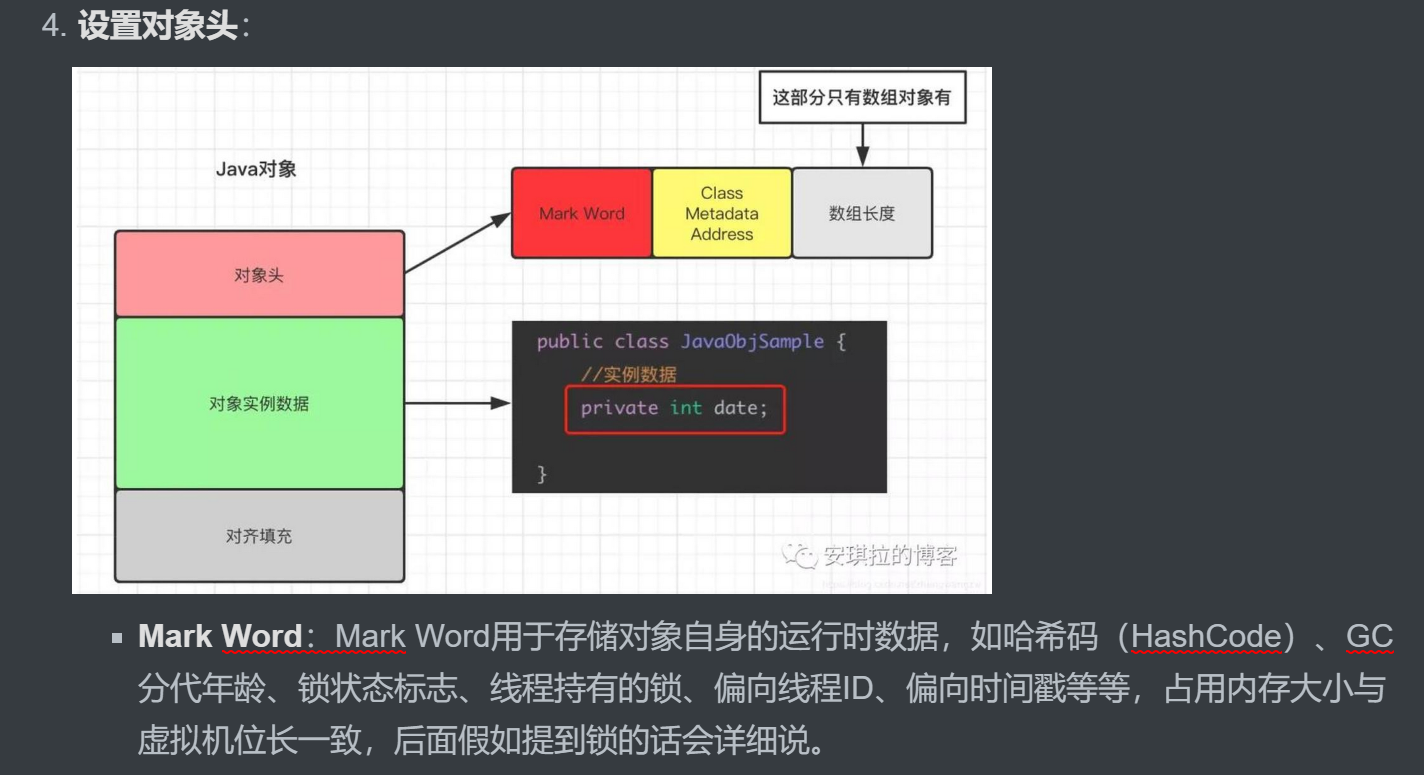 4. 设置对象头：
这部分只有数组对象有
Java对象
Mark Word
Class
Metadata
Address
数组长度
对象头
对象实例数据
对齐填充
public class JavaObjSample {
//实例数据
private int date;
}
安琪拉的博客
▪ Mark Word：Mark Word用于存储对象自身的运行时数据，如哈希码（HashCode）、GC
分代年龄、锁状态标志、线程持有的锁、偏向线程ID、偏向时间戳等等，占用内存大小与
虚拟机位长一致，后面假如提到锁的话会详细说。